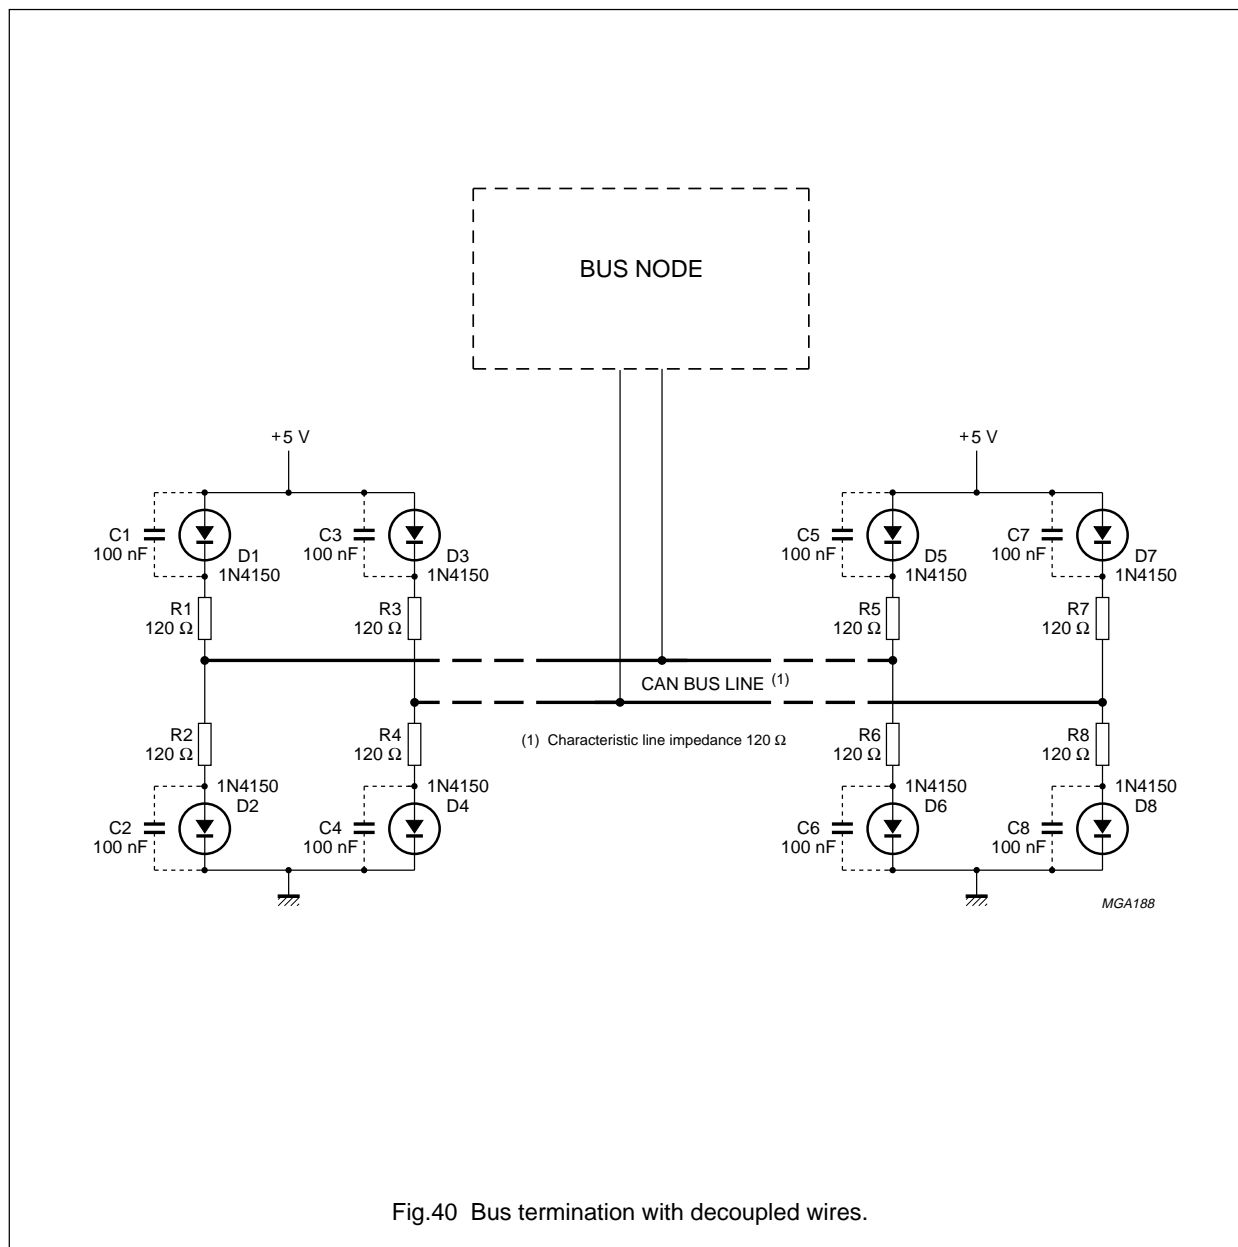 BUS NODE
+5 V
+5 V
C1
100 nF
D1
1N4150
C3
100 nF
D3
1N4150
C5
100 nF
D5
1N4150
C7
100 nF
D7
1N4150
R1
120 Ω
R3
120 Ω
R5
120 Ω
R7
120 Ω
CAN BUS LINE (1)
R2
120 Ω
R4
120 Ω
(1) Characteristic line impedance 120 Ω
R6
120 Ω
R8
120 Ω
1N4150
D2
C2
100 nF
1N4150
D4
C4
100 nF
1N4150
D6
C6
100 nF
1N4150
D8
C8
100 nF
MGA188
Fig.40 Bus termination with decoupled wires.